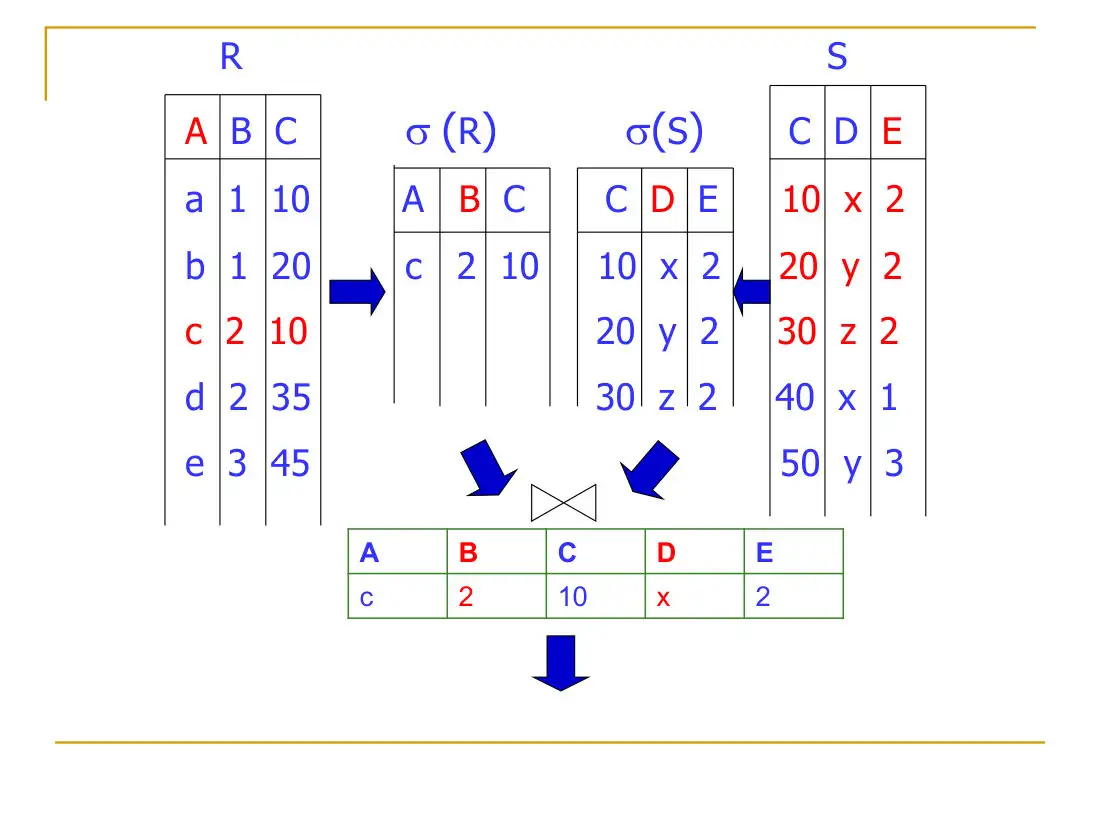 R
A B C
a 1 10
b 1 20
c 2 10
d 2 35
e 3 45
σ (R)
A B C
c 2 10
σ(S)
C D E
10 x 2
20 y 2
30 z 2
S
C D E
10 x 2
20 y 2
30 z 2
40 x 1
50 y 3
A B C D E
c 2 10 x 2